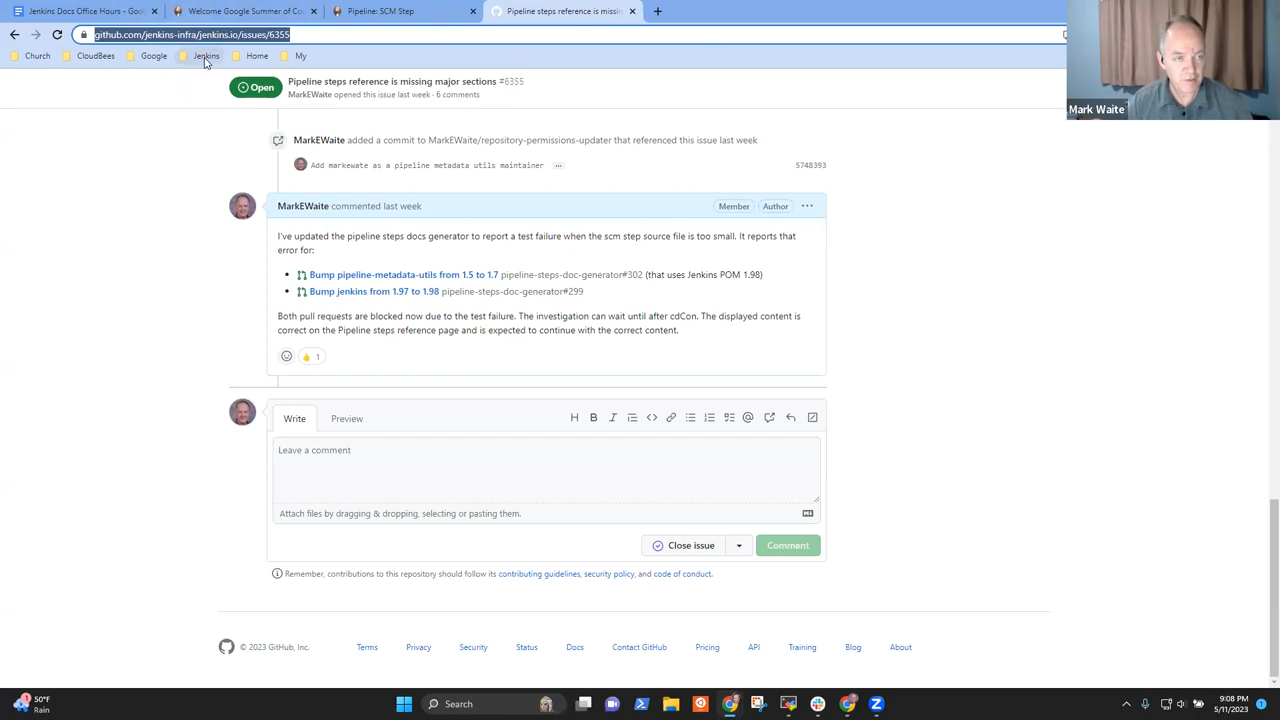 Jenkins Docs Office Hours - Goo
Welcome Google Summer of Co
Pipeline: SCM Step
Pipeline steps reference is missin
github.com/jenkins-infra/jenkins.io/issues/6355
Church
CloudBees
Google
Jenkins
Home
My
Open
Pipeline steps reference is missing major sections #6355
MarkEWaite opened this issue last week · 6 comments
Mark Waite
MarkEWaite added a commit to MarkEWaite/repository-permissions-updater that referenced this issue last week
Add markewate as a pipeline metadata utils maintainer ...
5748393
MarkEWaite commented last week
Member
Author
I've updated the pipeline steps docs generator to report a test failure when the scm step source file is too small. It reports that
error for:
Bump pipeline-metadata-utils from 1.5 to 1.7 pipeline-steps-doc-generator#302 (that uses Jenkins POM 1.98)
Bump jenkins from 1.97 to 1.98 pipeline-steps-doc-generator#299
Both pull requests are blocked now due to the test failure. The investigation can wait until after cdCon. The displayed content is
correct on the Pipeline steps reference page and is expected to continue with the correct content.
1
Write
Preview
Leave a comment
Attach files by dragging & dropping, selecting or pasting them.
Close issue
Comment
Remember, contributions to this repository should follow its contributing guidelines, security policy, and code of conduct.
© 2023 GitHub, Inc.
Terms
Privacy
Security
Status
Docs
Contact GitHub
Pricing
API
Training
Blog
About
50°F
Rain
Search
9:08 PM
5/11/2023